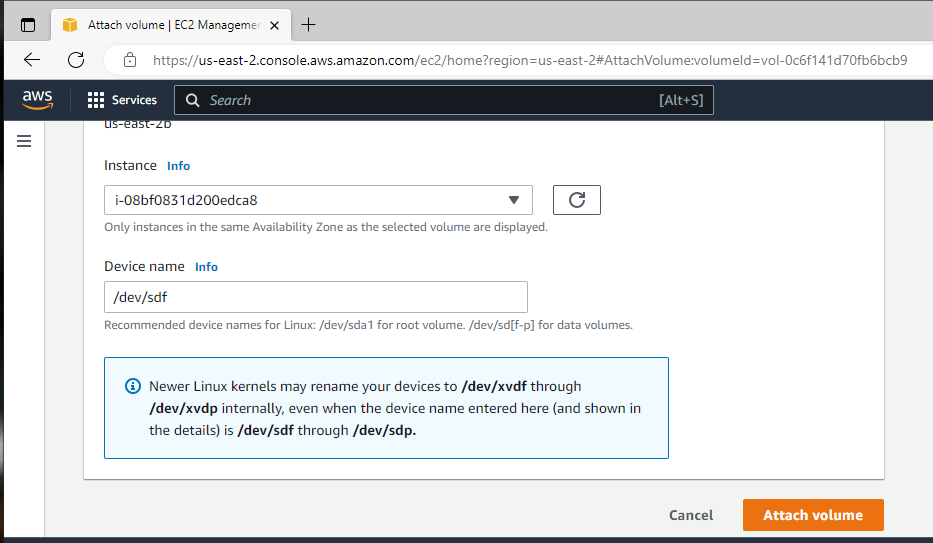 Attach volume | EC2 Managemen
https://us-east-2.console.aws.amazon.com/ec2/home?region=us-east-2#AttachVolume:volumeId=vol-0c6f141d70fb6bcb9
aws Services Search [Alt+S]
us-east-2b
Instance Info
i-08bf0831d200edca8
Only instances in the same Availability Zone as the selected volume are displayed.
Device name Info
/dev/sdf
Recommended device names for Linux: /dev/sda1 for root volume. /dev/sd[f-p] for data volumes.
Newer Linux kernels may rename your devices to /dev/xvdf through
/dev/xvdp internally, even when the device name entered here (and shown in
the details) is /dev/sdf through /dev/sdp.
Cancel Attach volume